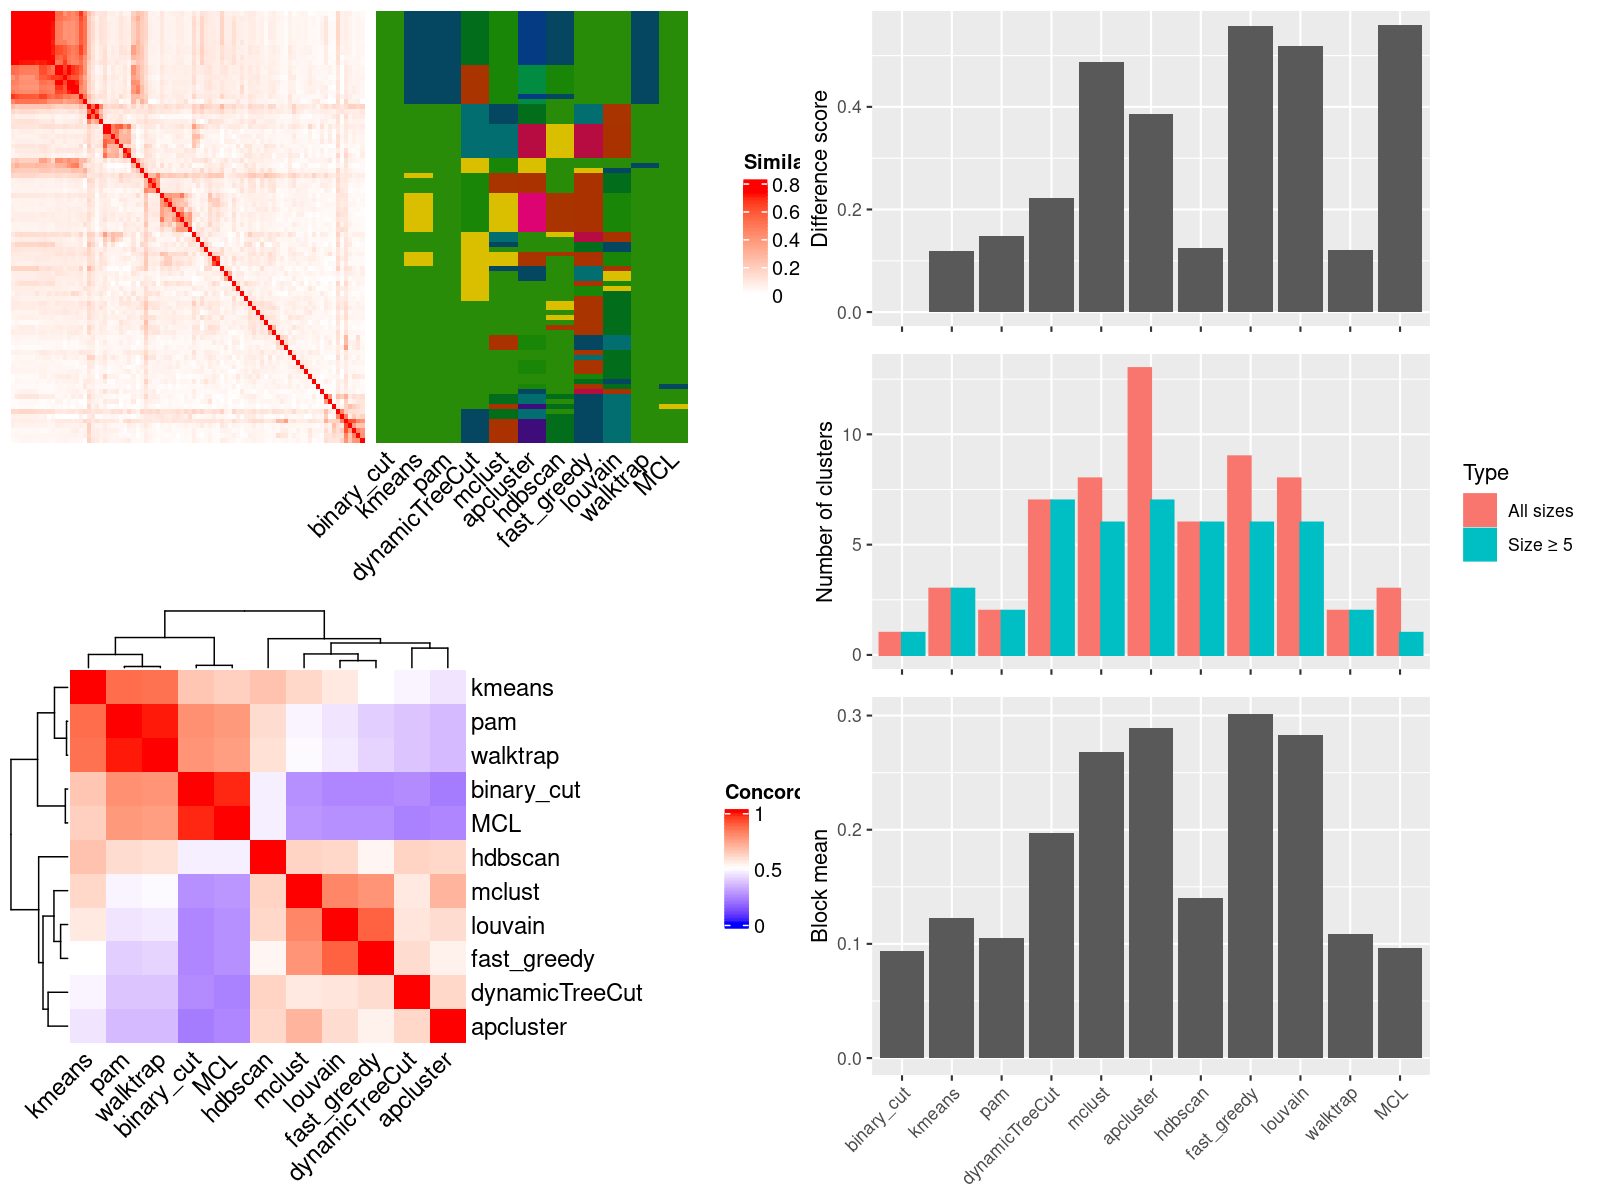 Simila
0.8
0.6
0.4
0.2
0
binary_cut
kmeans
pam
dynamicTreeCut
mclust
apcluster
hdbscan
fast_greedy
louvain
walktrap
MCL
Difference score
0.4
0.2
0.0
Number of clusters
10
5
0
Type
All sizes
Size ≥ 5
kmeans
pam
walktrap
binary_cut
MCL
hdbscan
mclust
louvain
fast_greedy
dynamicTreeCut
apcluster
kmeans
pam
walktrap
binary_cut
MCL
hdbscan
mclust
louvain
fast_greedy
dynamicTreeCut
apcluster
Concord
1
0.5
0
Block mean
0.3
0.2
0.1
0.0
binary_cut
kmeans
pam
dynamicTreeCut
mclust
apcluster
hdbscan
fast_greedy
louvain
walktrap
MCL